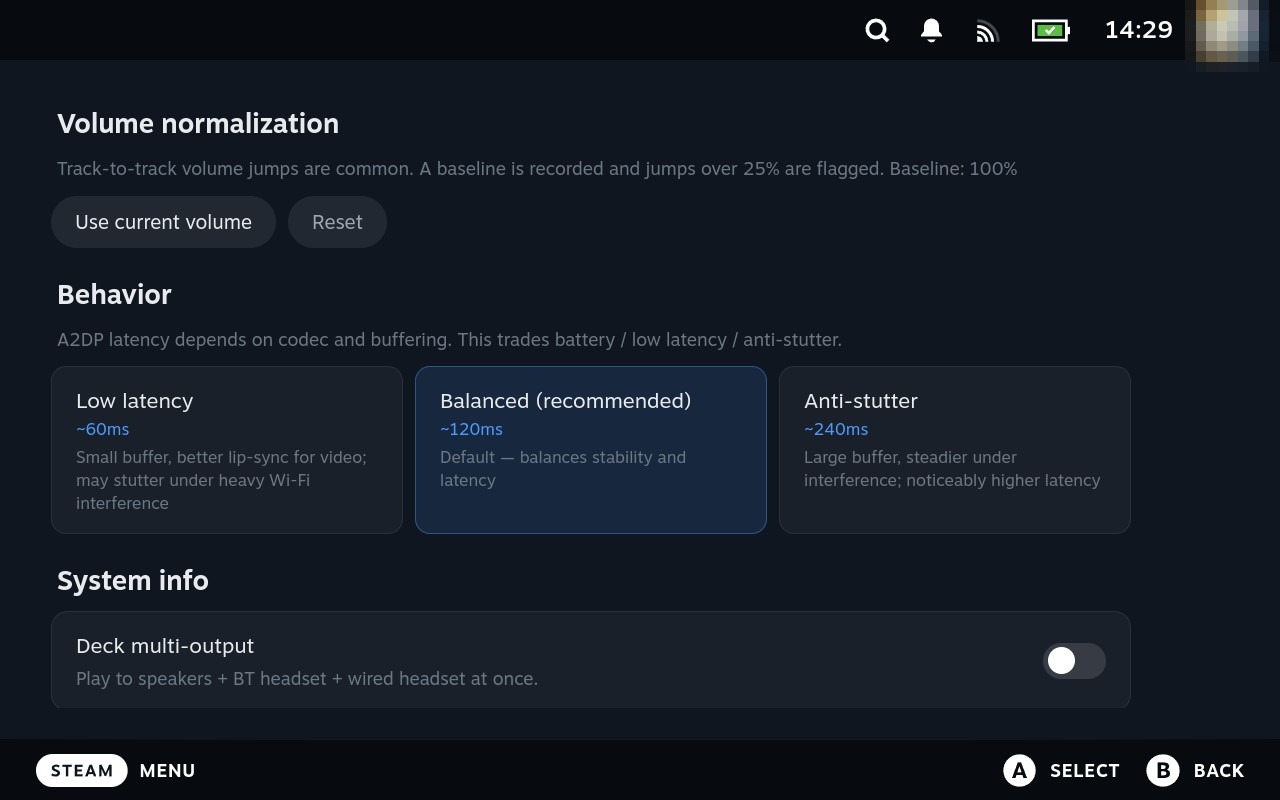 14:29
Volume normalization
Track-to-track volume jumps are common. A baseline is recorded and jumps over 25% are flagged. Baseline: 100%
Use current volume
Reset
Behavior
A2DP latency depends on codec and buffering. This trades battery / low latency / anti-stutter.
Low latency
~60ms
Small buffer, better lip-sync for video;
may stutter under heavy Wi-Fi
interference
Balanced (recommended)
~120ms
Default — balances stability and
latency
Anti-stutter
~240ms
Large buffer, steadier under
interference; noticeably higher latency
System info
Deck multi-output
Play to speakers + BT headset + wired headset at once.
STEAM MENU
A SELECT B BACK